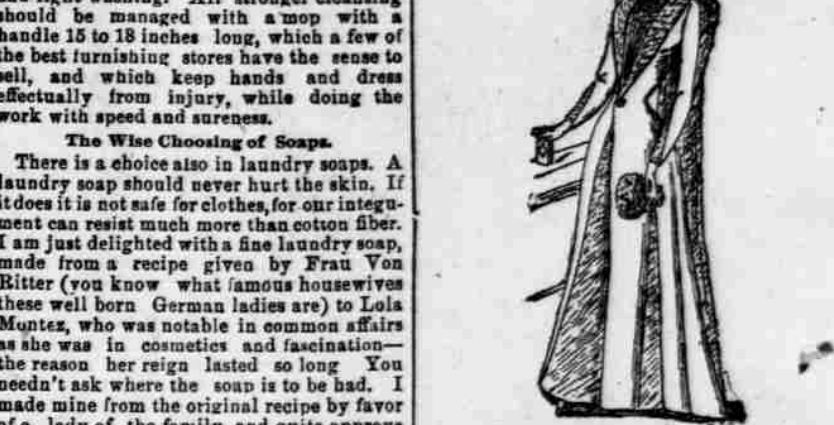 should be managed with a mop with a
handle 15 to 18 inches long, which a few of
the best furnishing stores have the sense to
sell, and which keep hands and dress
effectually from injury, while doing the
work with speed and sureness.
The Wise Choosing of Soaps.
There is a choice also in laundry soaps. A
laundry soap should never hurt the skin. If
it does it is not safe for clothes, for our integu-
ment can resist much more than cotton fiber.
I am just delighted with a fine laundry soap,
made from a recipe given by Frau Von
Ritter (you know what famous housewives
these well born German ladies are) to Lola
Montez, who was notable in common affairs
as she was in cosmetics and fascination—
the reason her reign lasted so long You
needn't ask where the soap is to be had. I
made mine from the original recipe by favor
lady of the family, and quite